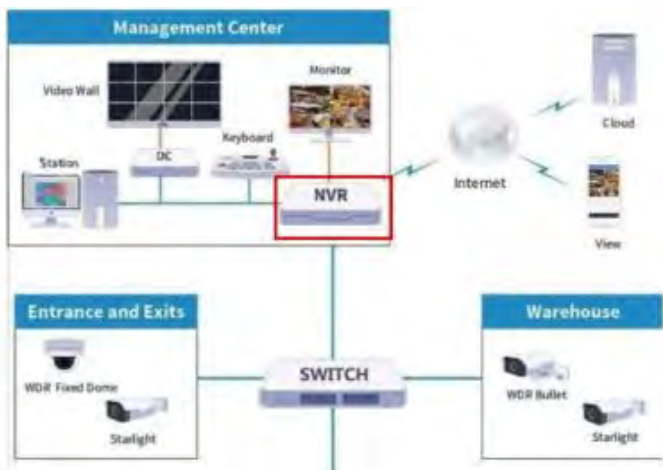 Management Center
Video Wall
Monitor
DC
Keyboard
Station
NVR
Internet
Cloud
View
Entrance and Exits
WDR Fixed Dome
Starlight
SWITCH
Warehouse
WDR Bullet
Starlight